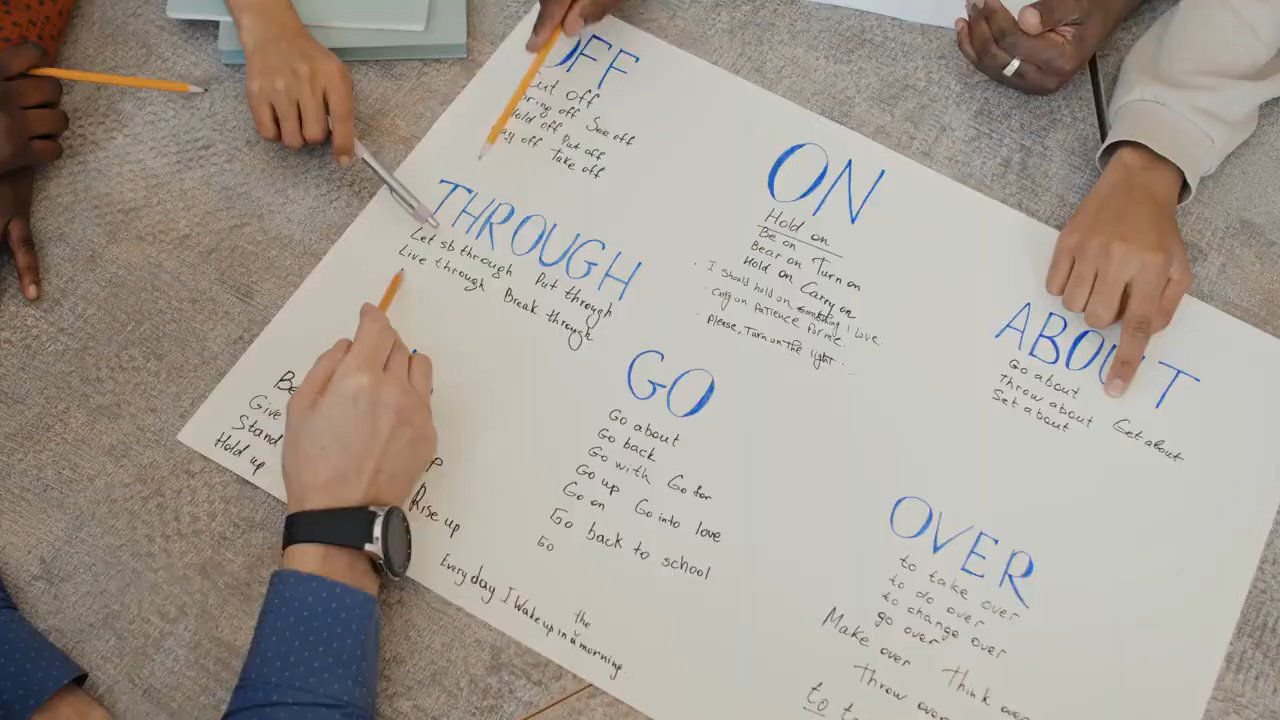 OFF
Cut off
Bring off See off
Hold off Put off
off Take off
THROUGH
Let sb through Put through
Live through Break through
ON
Hold on
Be on
Bear on Turn on
Hold on Carry on
· I should hold on something I love.
· carry on Patience for me.
· Please, Turn on the light.
ABOUT
Go about
Throw about Get about
Set about
GO
Go about
Go back
Go with Go for
Go up Go into love
Go on
Go back to school
Go
Be
Give
Stand
Hold up
Rise up
Every day I Wake up in the morning
OVER
to take over
to do over
to change over
go over
Make over Think over
Throw over
to